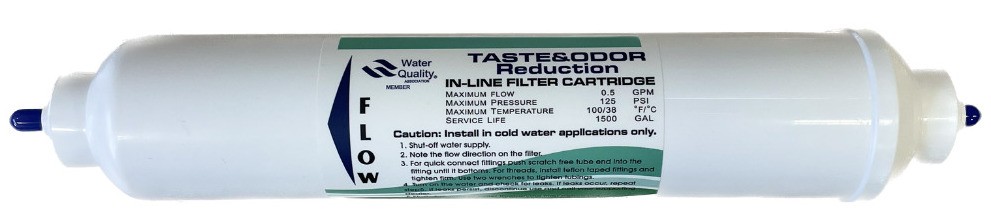 Water
Quality®
ASSOCIATION
MEMBER
FLOW
TASTE&ODOR
Reduction
IN-LINE FILTER CARTRIDGE
MAXIMUM FLOW 0.5 GPM
MAXIMUM PRESSURE 125 PSI
MAXIMUM TEMPERATURE 100/38 °F/°C
SERVICE LIFE 1500 GAL
Caution: Install in cold water applications only.
1. Shut-off water supply.
2. Note the flow direction on the filter.
3. For quick connect fittings push scratch free tube end into the
fitting until it bottoms. For threads, install teflon taped fittings and
tighten firm. Use two wrenches to tighten tubings.
4. Turn on the water and check for leaks. If leaks occur, repeat